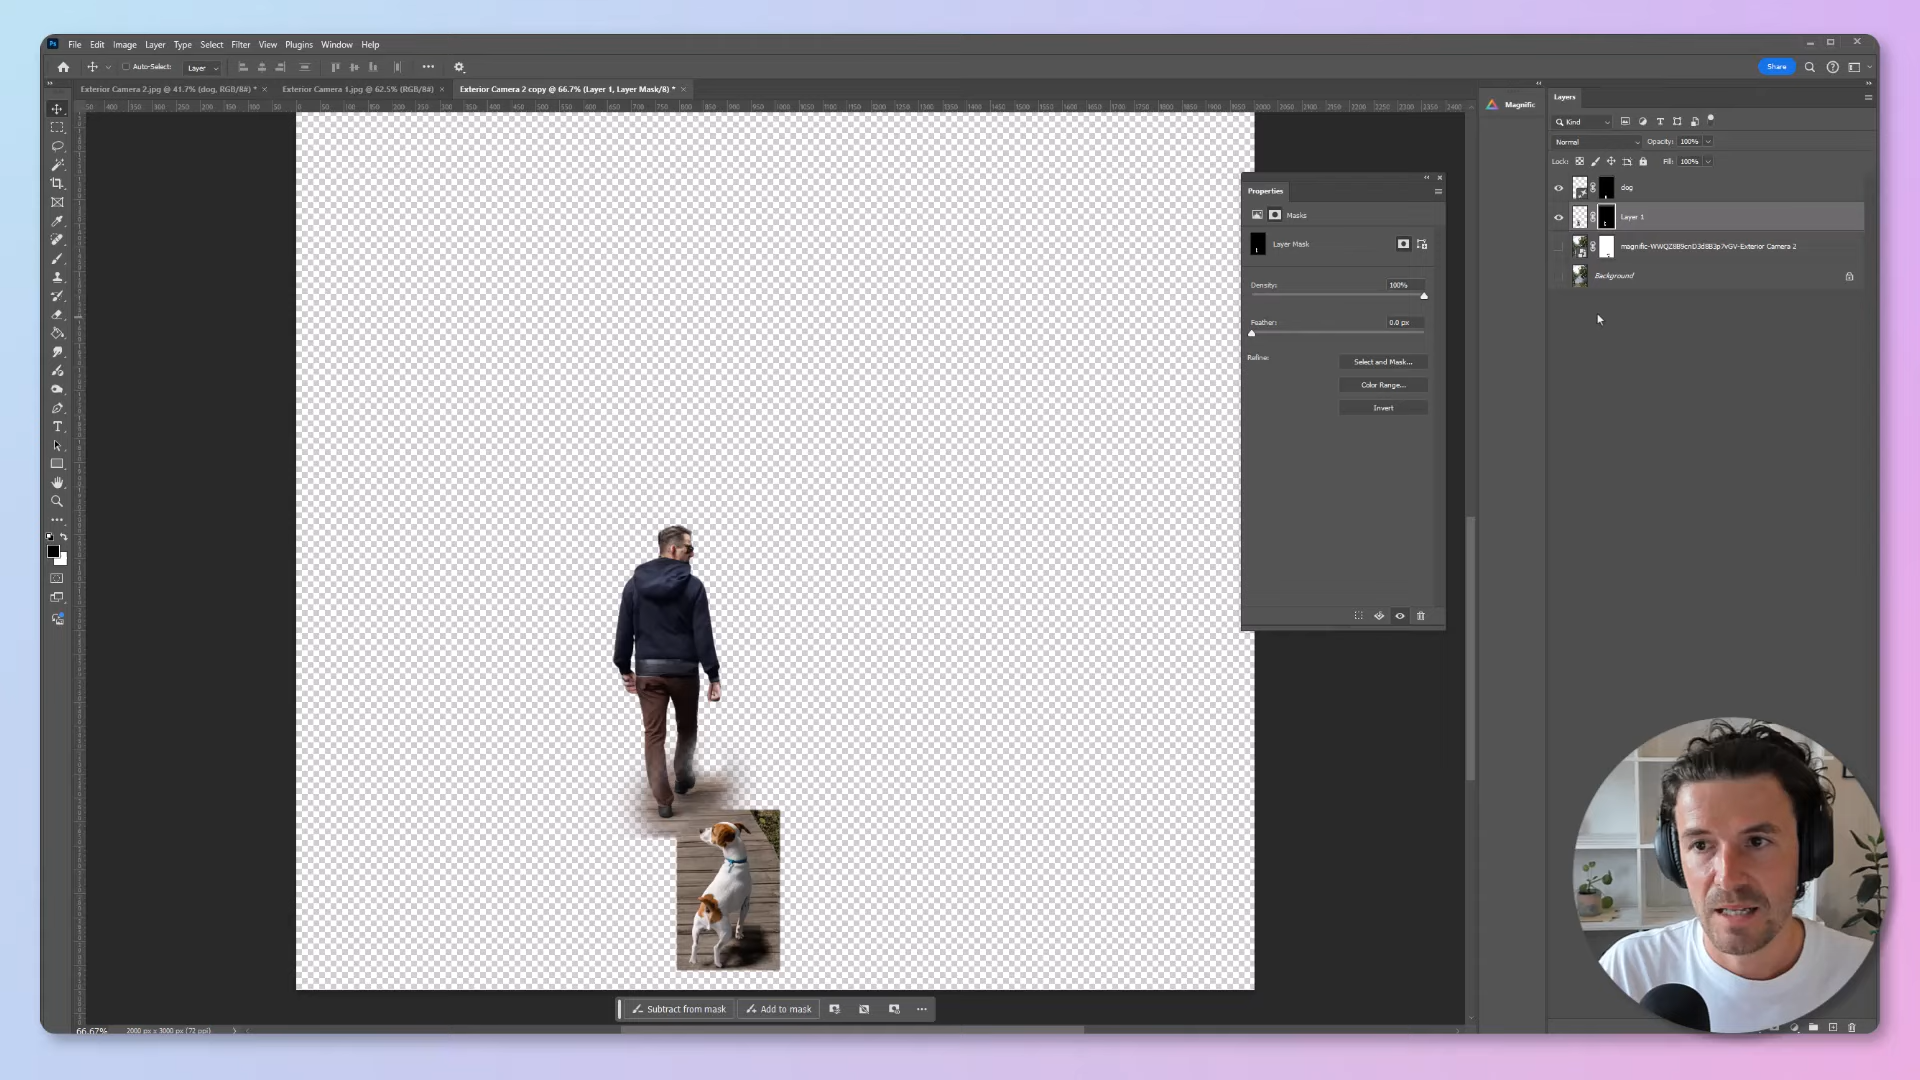 Ps File Edit Image Layer Type Select Filter View Plugins Window Help
Auto-Select: Layer Share
Exterior Camera 2.jpg @ 41.7% (dog, RGB/8#) * × Exterior Camera 1.jpg @ 62.5% (RGB/8#) × Exterior Camera 2 copy @ 66.7% (Layer 1, Layer Mask/8) * ×
Magnific
Layers
Kind
Normal Opacity: 100%
Lock: Fill: 100%
dog
Layer 1
Exterior Camera 2
Background
Properties
Masks
Layer Mask
Density: 100%
Feather: 0.0 px
Refine: Select and Mask...
Color Range...
Invert
Subtract from mask Add to mask
66.67% 2000 px x 3000 px (72 ppi)